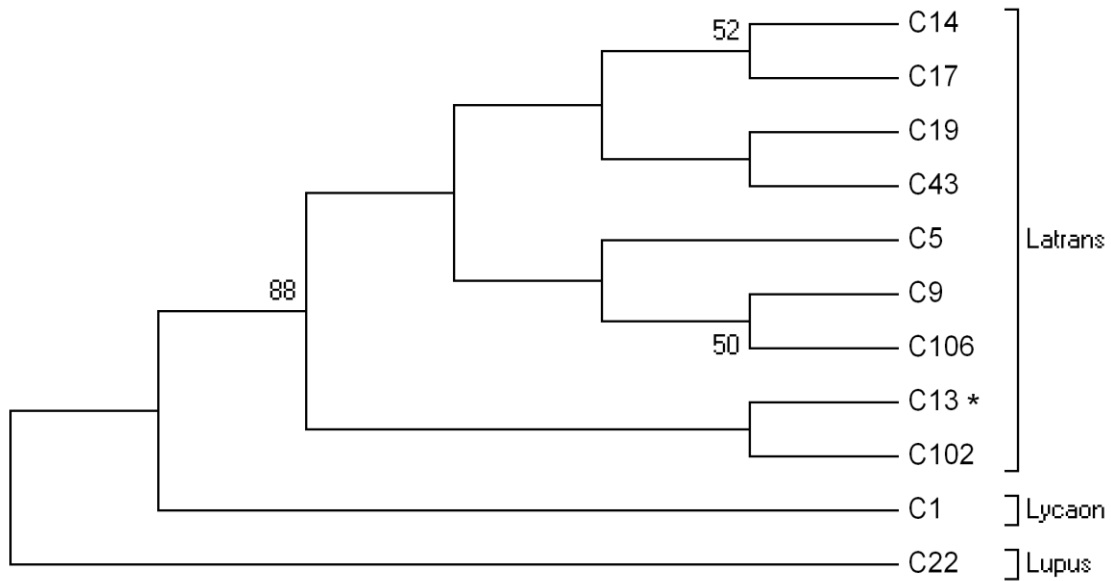 52
C14
C17
C19
C43
C5
Latrans
88
C9
50
C106
C13 *
C102
C1
Lycaon
C22
Lupus